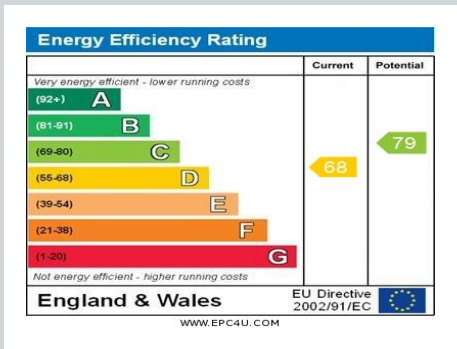 Energy Efficiency Rating
Current Potential
Very energy efficient - lower running costs
(92+) A
(81-91) B
(69-80) C
79
68
(55-68) D
(39-54) E
(21-38) F
(1-20) G
Not energy efficient - higher running costs
England & Wales
EU Directive
2002/91/EC
WWW.EPC4U.COM